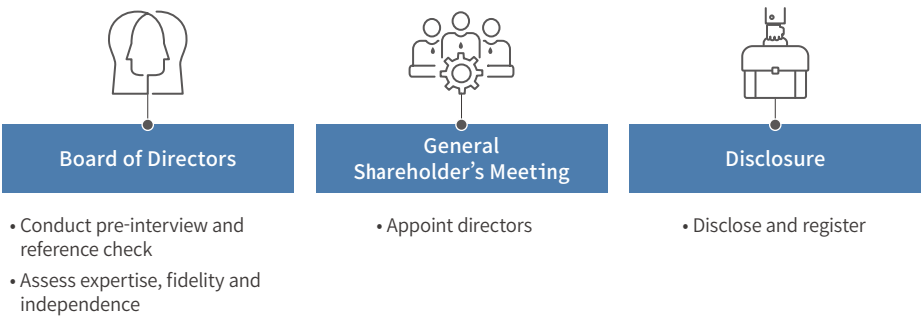 Board of Directors
General
Shareholder's Meeting
Disclosure
• Conduct pre-interview and
reference check
• Assess expertise, fidelity and
independence
• Appoint directors
• Disclose and register